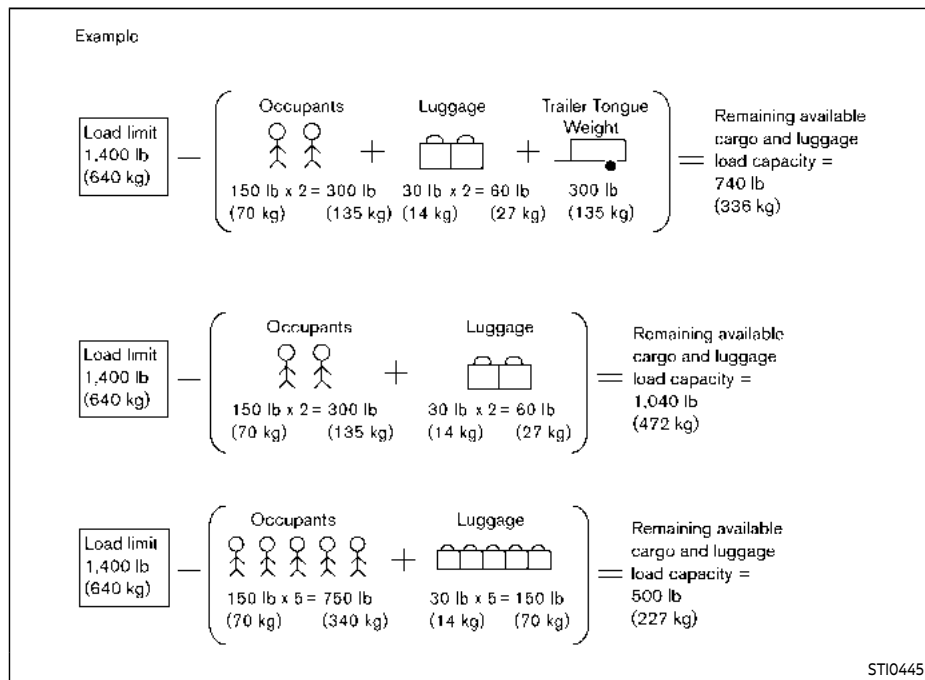 Example
Occupants Luggage Trailer Tongue
Weight
Load limit
1,400 lb
(640 kg)
— + + =
150 lb x 2 = 300 lb 30 lb x 2 = 60 lb 300 lb
(70 kg) (135 kg) (14 kg) (27 kg) (135 kg)
Remaining available
cargo and luggage
load capacity =
740 lb
(336 kg)
Occupants Luggage
Load limit
1,400 lb
(640 kg)
— + =
150 lb x 2 = 300 lb 30 lb x 2 = 60 lb
(70 kg) (135 kg) (14 kg) (27 kg)
Remaining available
cargo and luggage
load capacity =
1,040 lb
(472 kg)
Occupants Luggage
Load limit
1,400 lb
(640 kg)
— + =
150 lb x 5 = 750 lb 30 lb x 5 = 150 lb
(70 kg) (340 kg) (14 kg) (70 kg)
Remaining available
cargo and luggage
load capacity =
500 lb
(227 kg)
STI0445